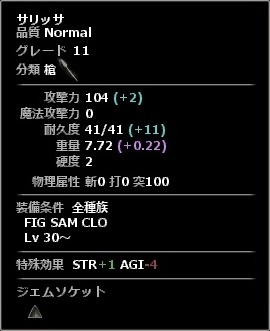 サリッサ
品質 Normal
グレード 11
分類 槍
攻撃力 104 (+2)
魔法攻撃力 0
耐久度 41/41 (+11)
重量 7.72 (+0.22)
硬度 2
物理属性 斬0 打0 突100
装備条件 全種族
FIG SAM CLO
Lv 30～
特殊効果 STR+1 AGI-4
ジェムソケット